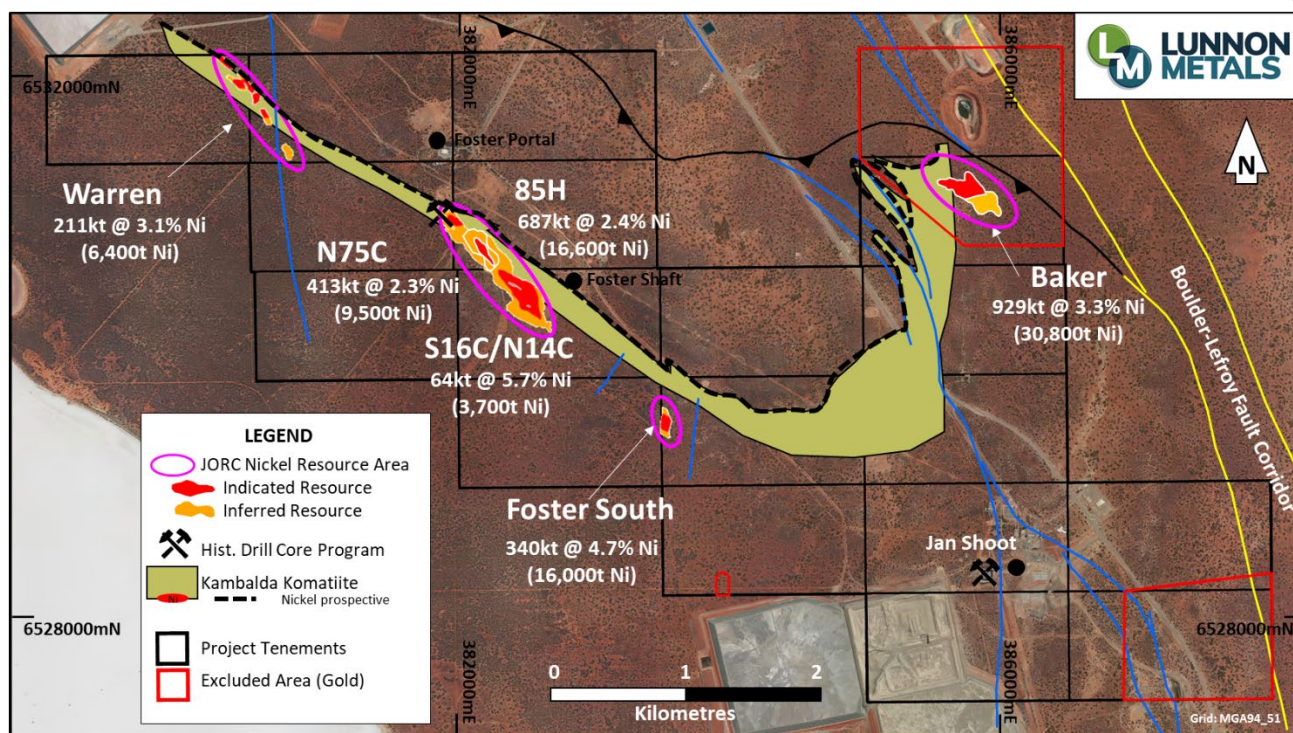 LM
LUNNON
METALS
382000mE
386000mE
6532000mN
N
Foster Portal
Warren
211kt @ 3.1% Ni
(6,400t Ni)
85H
687kt @ 2.4% Ni
(16,600t Ni)
N75C
413kt @ 2.3% Ni
(9,500t Ni)
Foster Shaft
Baker
929kt @ 3.3% Ni
(30,800t Ni)
Boulder-Lefroy Fault Corridor
S16C/N14C
64kt @ 5.7% Ni
(3,700t Ni)
Foster South
340kt @ 4.7% Ni
(16,000t Ni)
Jan Shoot
LEGEND
JORC Nickel Resource Area
Indicated Resource
Inferred Resource
Hist. Drill Core Program
Kambalda Komatiite
Ni
Nickel prospective
Project Tenements
Excluded Area (Gold)
6528000mN
6528000mN
382000mE
386000mE
0 1 2
Kilometres
Grid: MGA94_51